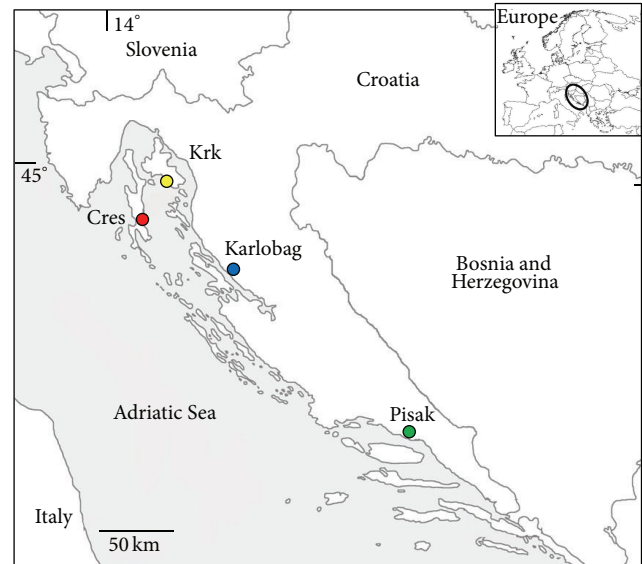 14°
Europe
Slovenia
Croatia
Krk
45°
Cres
Karlobag
Bosnia and
Herzegovina
Adriatic Sea
Pisak
Italy
50 km